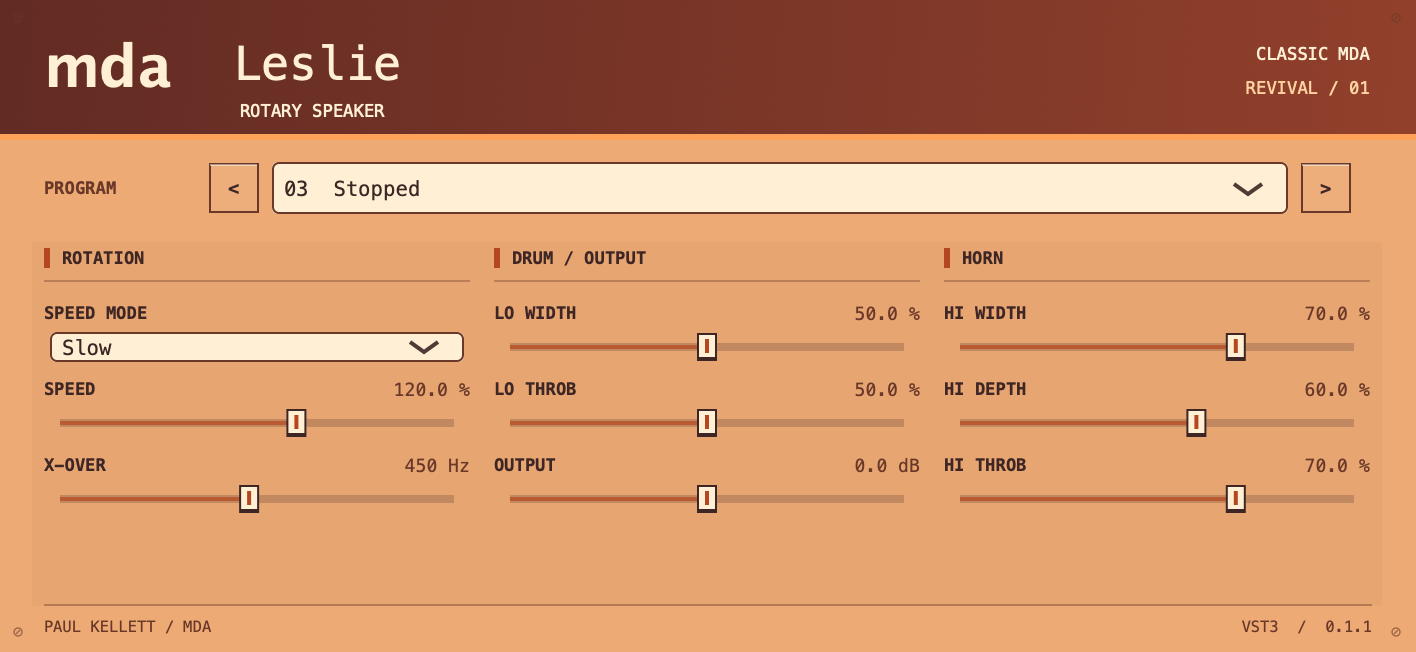 mda Leslie
ROTARY SPEAKER
CLASSIC MDA
REVIVAL / 01
PROGRAM < 03 Stopped >
ROTATION
SPEED MODE
Slow
SPEED 120.0 %
X-OVER 450 Hz
DRUM / OUTPUT
LO WIDTH 50.0 %
LO THROB 50.0 %
OUTPUT 0.0 dB
HORN
HI WIDTH 70.0 %
HI DEPTH 60.0 %
HI THROB 70.0 %
PAUL KELLETT / MDA
VST3 / 0.1.1